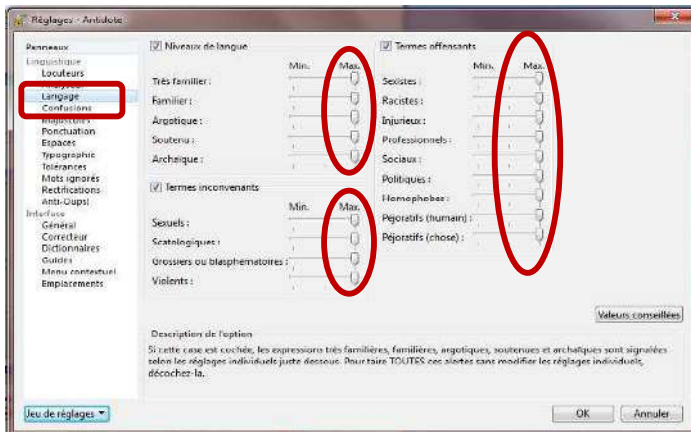 Réglages - Antidote
Panneaux
Linguistique
Locuteurs
Langage
Confusions
Majuscules
Ponctuation
Espaces
Typographie
Tolérances
Mots ignorés
Rectifications
Anti-Oups!
Interface
Général
Correcteur
Dictionnaires
Guides
Menu contextuel
Emplacements
Niveaux de langue
Min. Max.
Très familier :
Familier :
Argotique :
Soutenu :
Archaïque :
Termes inconvenants
Min. Max.
Sexuels :
Scatologiques :
Grossiers ou blasphématoires :
Violents :
Termes offensants
Min. Max.
Sexistes :
Racistes :
Injurieux :
Professionnels :
Sociaux :
Politiques :
Homophobes :
Péjoratifs (humain) :
Péjoratifs (chose) :
Valeurs conseillées
Description de l'option
Si cette case est cochée, les expressions très familières, familières, argotiques, soutenues et archaïques sont signalées
selon les réglages individuels juste dessous. Pour taire TOUTES ces alertes sans modifier les réglages individuels,
décochez-la.
Jeu de réglages
OK
Annuler